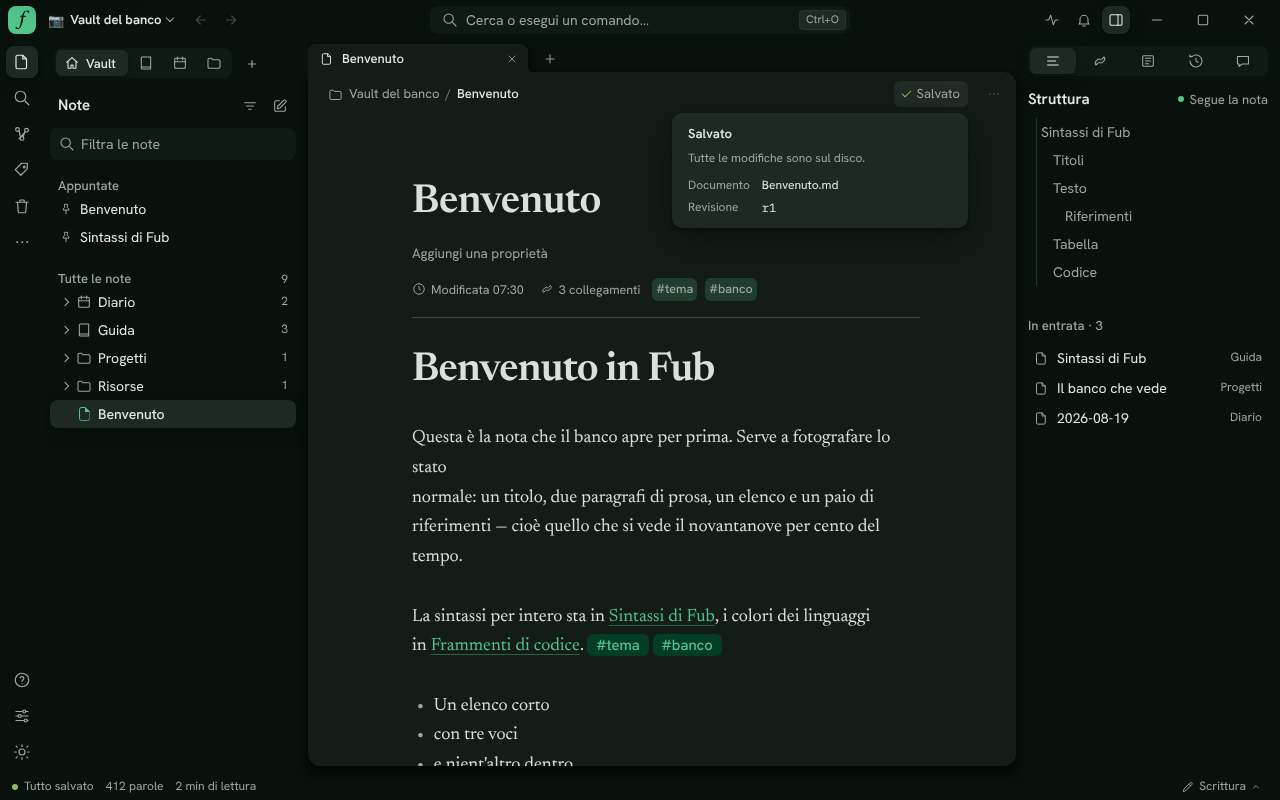 Vault del banco
Cerca o esegui un comando…
Ctrl+O
Vault
Benvenuto
Note
Filtra le note
Appuntate
Benvenuto
Sintassi di Fub
Tutte le note 9
Diario 2
Guida 3
Progetti 1
Risorse 1
Benvenuto
Vault del banco / Benvenuto
Salvato
Salvato
Tutte le modifiche sono sul disco.
Documento Benvenuto.md
Revisione r1
Benvenuto
Aggiungi una proprietà
Modificata 07:30 3 collegamenti #tema #banco
Benvenuto in Fub
Questa è la nota che il banco apre per prima. Serve a fotografare lo
stato
normale: un titolo, due paragrafi di prosa, un elenco e un paio di
riferimenti — cioè quello che si vede il novantanove per cento del
tempo.
La sintassi per intero sta in Sintassi di Fub, i colori dei linguaggi
in Frammenti di codice. #tema #banco
• Un elenco corto
• con tre voci
• e nient'altro dentro
Struttura
Segue la nota
Sintassi di Fub
Titoli
Testo
Riferimenti
Tabella
Codice
In entrata · 3
Sintassi di Fub Guida
Il banco che vede Progetti
2026-08-19 Diario
Tutto salvato 412 parole 2 min di lettura
Scrittura